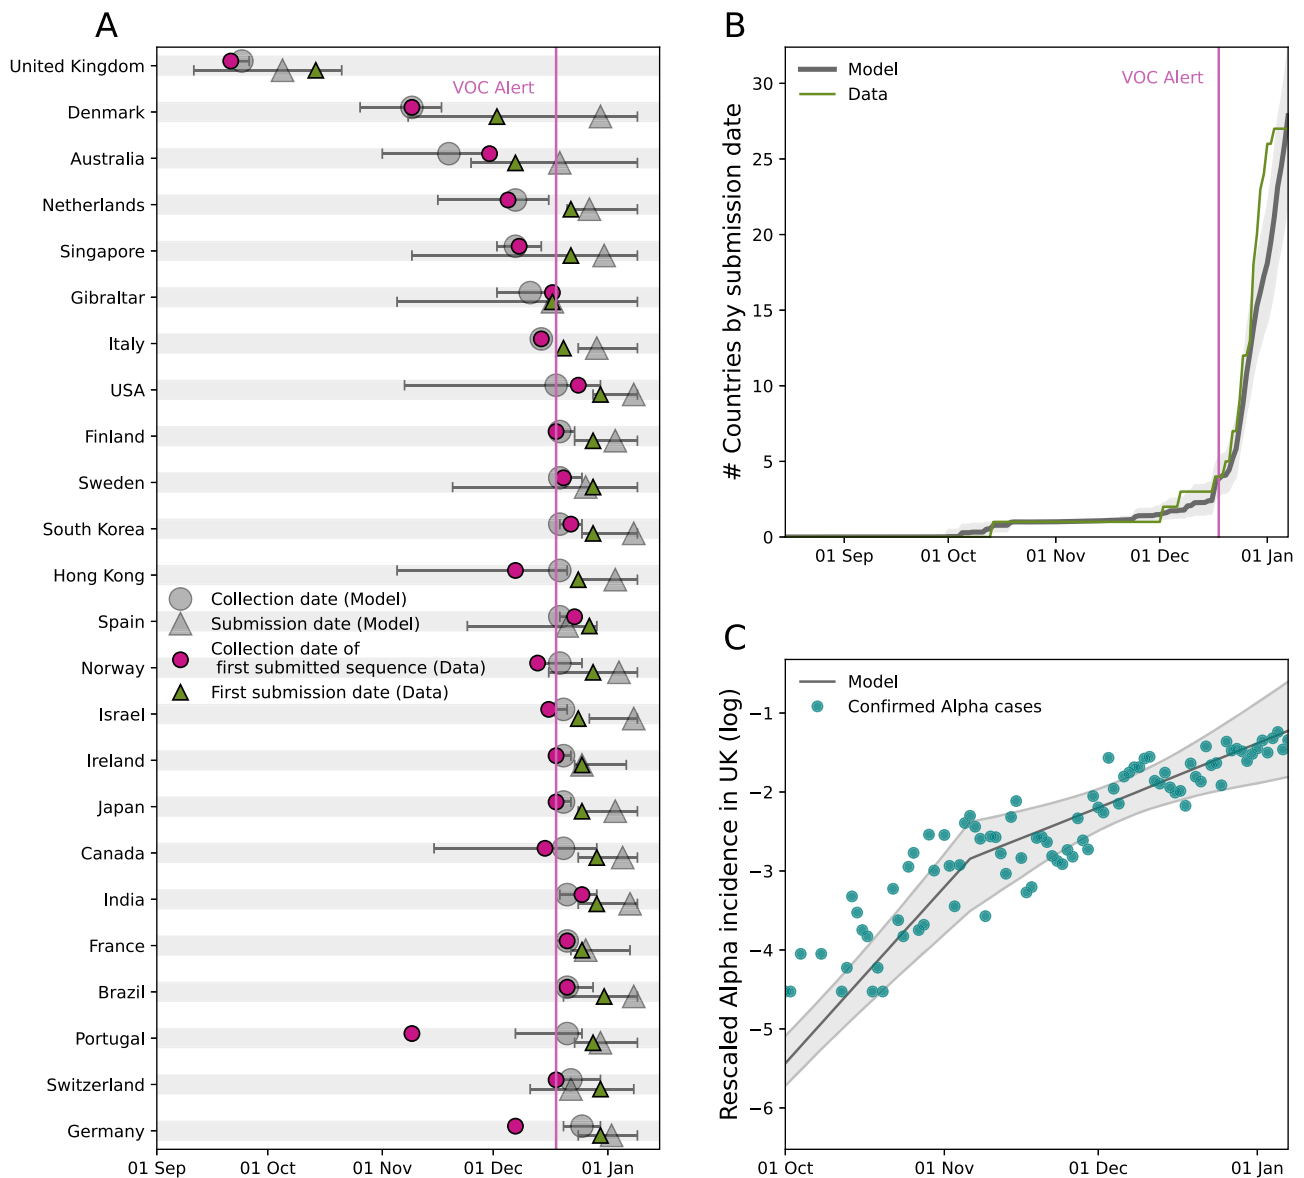 A
United Kingdom
Denmark
Australia
Netherlands
Singapore
Gibraltar
Italy
USA
Finland
Sweden
South Korea
Hong Kong
Spain
Norway
Israel
Ireland
Japan
Canada
India
France
Brazil
Portugal
Switzerland
Germany
VOC Alert
Collection date (Model)
Submission date (Model)
Collection date of
first submitted sequence (Data)
First submission date (Data)
01 Sep
01 Oct
01 Nov
01 Dec
01 Jan
B
# Countries by submission date
30
25
20
15
10
5
0
Model
Data
VOC Alert
01 Sep
01 Oct
01 Nov
01 Dec
01 Jan
C
Rescaled Alpha incidence in UK (log)
−1
−2
−3
−4
−5
−6
Model
Confirmed Alpha cases
01 Oct
01 Nov
01 Dec
01 Jan